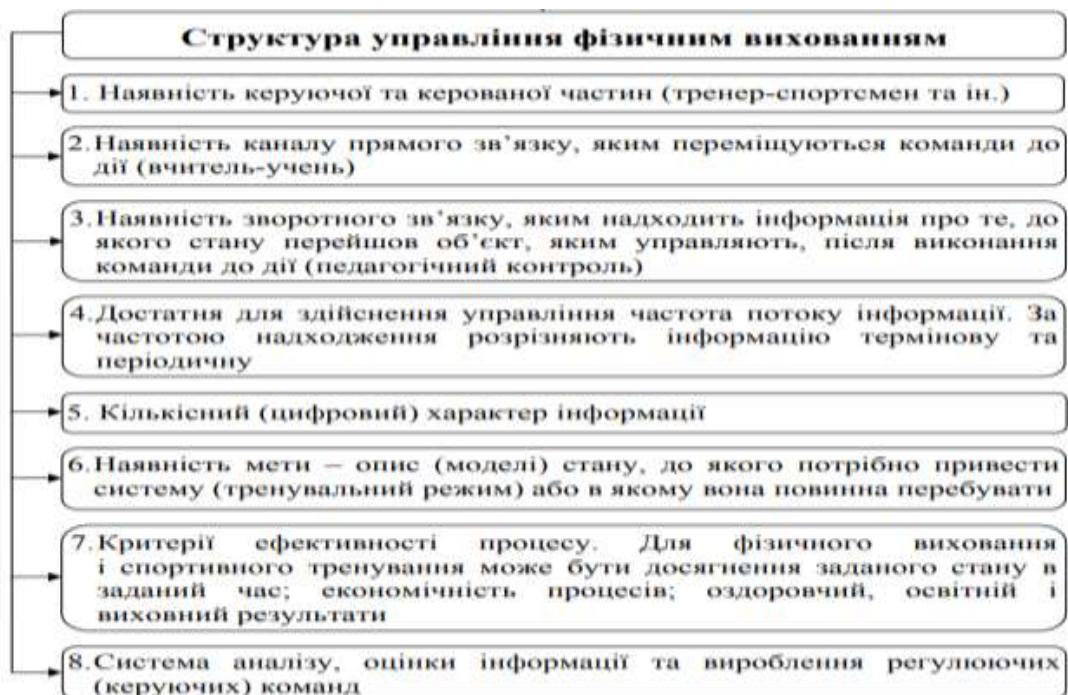 Структура управління фізичним вихованням
1. Наявність керуючої та керованої частин (тренер-спортсмен та ін.)
2. Наявність каналу прямого зв’язку, яким переміщуються команди до
дії (вчитель-учень)
3. Наявність зворотного зв’язку, яким надходить інформація про те, до
якого стану перейшов об’єкт, яким управляють, після виконання
команди до дії (педагогічний контроль)
4. Достатня для здійснення управління частота потоку інформації. За
частотою надходження розрізняють інформацію термінову та
періодичну
5. Кількісний (цифровий) характер інформації
6. Наявність мети – опис (моделі) стану, до якого потрібно привести
систему (тренувальний режим) або в якому вона повинна перебувати
7. Критерії ефективності процесу. Для фізичного виховання
і спортивного тренування може бути досягнення заданого стану в
заданий час; економічність процесів; оздоровчий, освітній і
виховний результати
8. Система аналізу, оцінки інформації та вироблення регулюючих
(керуючих) команд